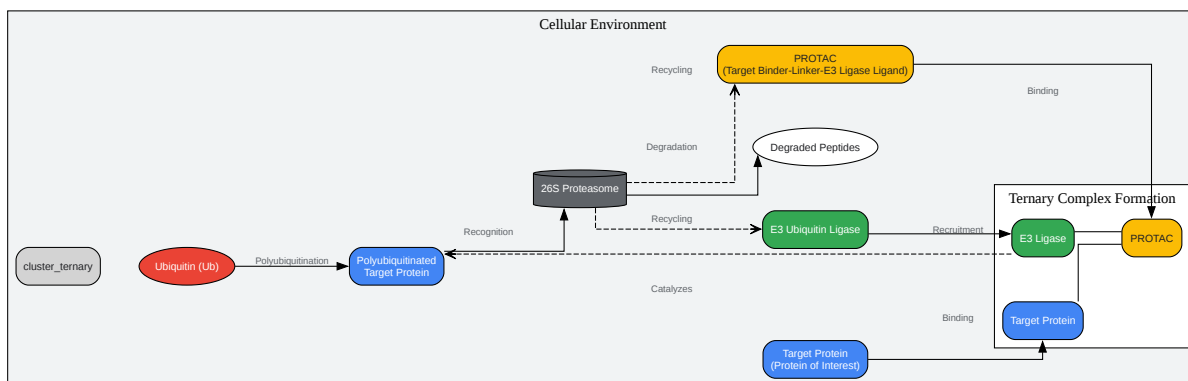 Cellular Environment
PROTAC
(Target Binder-Linker-E3 Ligase Ligand)
Recycling
Binding
Degradation
Degraded Peptides
26S Proteasome
Ternary Complex Formation
Recycling
E3 Ubiquitin Ligase
Recruitment
E3 Ligase
PROTAC
Recognition
cluster_ternary
Ubiquitin (Ub)
Polyubiquitination
Polyubiquitinated
Target Protein
Catalyzes
Binding
Target Protein
Target Protein
(Protein of Interest)